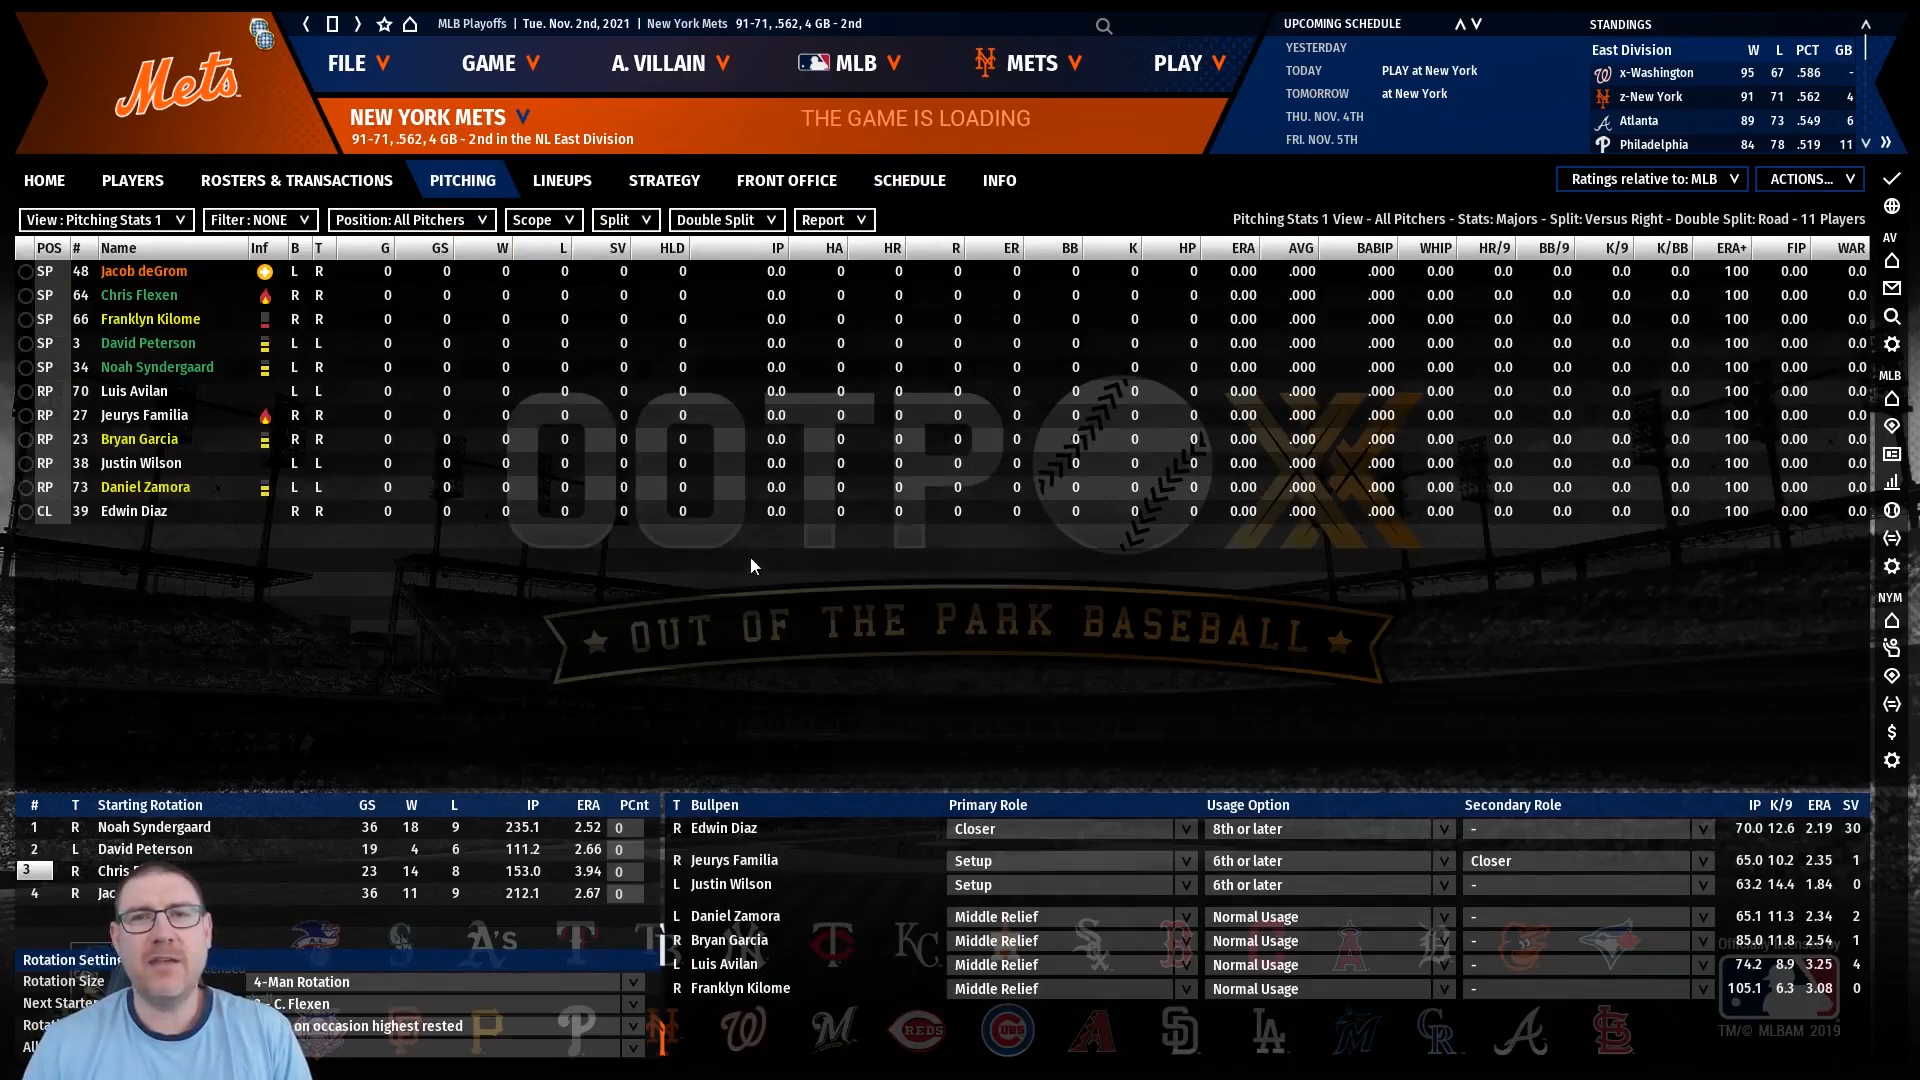 MLB Playoffs | Tue. Nov. 2nd, 2021 | New York Mets 91-71, .562, 4 GB - 2nd
Mets
FILE GAME A. VILLAIN MLB METS PLAY
NEW YORK METS
THE GAME IS LOADING
91-71, .562, 4 GB - 2nd in the NL East Division
UPCOMING SCHEDULE
YESTERDAY
TODAY PLAY at New York
TOMORROW at New York
THU. NOV. 4TH
FRI. NOV. 5TH
STANDINGS
East Division W L PCT GB
x-Washington 95 67 .586 -
z-New York 91 71 .562 4
Atlanta 89 73 .549 6
Philadelphia 84 78 .519 11
HOME PLAYERS ROSTERS & TRANSACTIONS PITCHING LINEUPS STRATEGY FRONT OFFICE SCHEDULE INFO
Ratings relative to: MLB ACTIONS...
View : Pitching Stats 1 Filter : NONE Position: All Pitchers Scope Split Double Split Report
Pitching Stats 1 View - All Pitchers - Stats: Majors - Split: Versus Right - Double Split: Road - 11 Players
POS # Name Inf B T G GS W L SV HLD IP HA HR R ER BB K HP ERA AVG BABIP WHIP HR/9 BB/9 K/9 K/BB ERA+ FIP WAR
SP 48 Jacob deGrom L R 0 0 0 0 0 0 0.0 0 0 0 0 0 0 0 0.00 .000 .000 0.00 0.0 0.0 0.0 0.0 100 0.00 0.0
SP 64 Chris Flexen R R 0 0 0 0 0 0 0.0 0 0 0 0 0 0 0 0.00 .000 .000 0.00 0.0 0.0 0.0 0.0 100 0.00 0.0
SP 66 Franklyn Kilome R R 0 0 0 0 0 0 0.0 0 0 0 0 0 0 0 0.00 .000 .000 0.00 0.0 0.0 0.0 0.0 100 0.00 0.0
SP 3 David Peterson L L 0 0 0 0 0 0 0.0 0 0 0 0 0 0 0 0.00 .000 .000 0.00 0.0 0.0 0.0 0.0 100 0.00 0.0
SP 34 Noah Syndergaard L R 0 0 0 0 0 0 0.0 0 0 0 0 0 0 0 0.00 .000 .000 0.00 0.0 0.0 0.0 0.0 100 0.00 0.0
RP 70 Luis Avilan L L 0 0 0 0 0 0 0.0 0 0 0 0 0 0 0 0.00 .000 .000 0.00 0.0 0.0 0.0 0.0 100 0.00 0.0
RP 27 Jeurys Familia R R 0 0 0 0 0 0 0.0 0 0 0 0 0 0 0 0.00 .000 .000 0.00 0.0 0.0 0.0 0.0 100 0.00 0.0
RP 23 Bryan Garcia R R 0 0 0 0 0 0 0.0 0 0 0 0 0 0 0 0.00 .000 .000 0.00 0.0 0.0 0.0 0.0 100 0.00 0.0
RP 38 Justin Wilson L L 0 0 0 0 0 0 0.0 0 0 0 0 0 0 0 0.00 .000 .000 0.00 0.0 0.0 0.0 0.0 100 0.00 0.0
RP 73 Daniel Zamora L L 0 0 0 0 0 0 0.0 0 0 0 0 0 0 0 0.00 .000 .000 0.00 0.0 0.0 0.0 0.0 100 0.00 0.0
CL 39 Edwin Diaz R R 0 0 0 0 0 0 0.0 0 0 0 0 0 0 0 0.00 .000 .000 0.00 0.0 0.0 0.0 0.0 100 0.00 0.0
AV
MLB
NYM
OOTP XX
OUT OF THE PARK BASEBALL
# T Starting Rotation GS W L IP ERA PCnt
1 R Noah Syndergaard 36 18 9 235.1 2.52 0
2 L David Peterson 19 4 6 111.2 2.66 0
3 R Chris 23 14 8 153.0 3.94 0
4 R Jac 36 11 9 212.1 2.67 0
Rotation Setting
Rotation Size 4-Man Rotation
Next Starter C. Flexen
on occasion highest rested
T Bullpen Primary Role Usage Option Secondary Role IP K/9 ERA SV
R Edwin Diaz Closer 8th or later - 70.0 12.6 2.19 30
R Jeurys Familia Setup 6th or later Closer 65.0 10.2 2.35 1
L Justin Wilson Setup 6th or later - 63.2 14.4 1.84 0
L Daniel Zamora Middle Relief Normal Usage - 65.1 11.3 2.34 2
R Bryan Garcia Middle Relief Normal Usage - 85.0 11.8 2.54 1
L Luis Avilan Middle Relief Normal Usage - 74.2 8.9 3.25 4
R Franklyn Kilome Middle Relief Normal Usage - 105.1 6.3 3.08 0
Officially licensed by
TM/© MLBAM 2019
REDS
CUBS